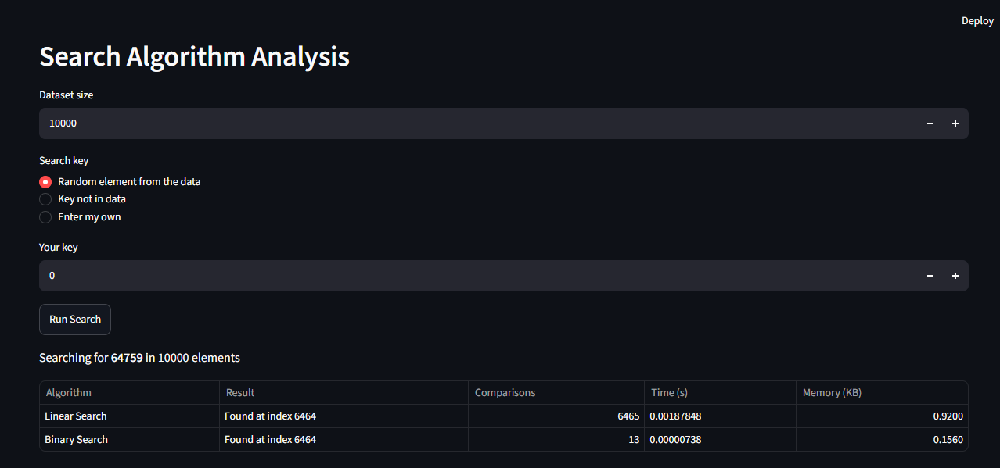 Deploy
Search Algorithm Analysis
Dataset size
10000
Search key
Random element from the data
Key not in data
Enter my own
Your key
0
Run Search
Searching for 64759 in 10000 elements
Algorithm Result Comparisons Time (s) Memory (KB)
Linear Search Found at index 6464 6465 0.00187848 0.9200
Binary Search Found at index 6464 13 0.00000738 0.1560